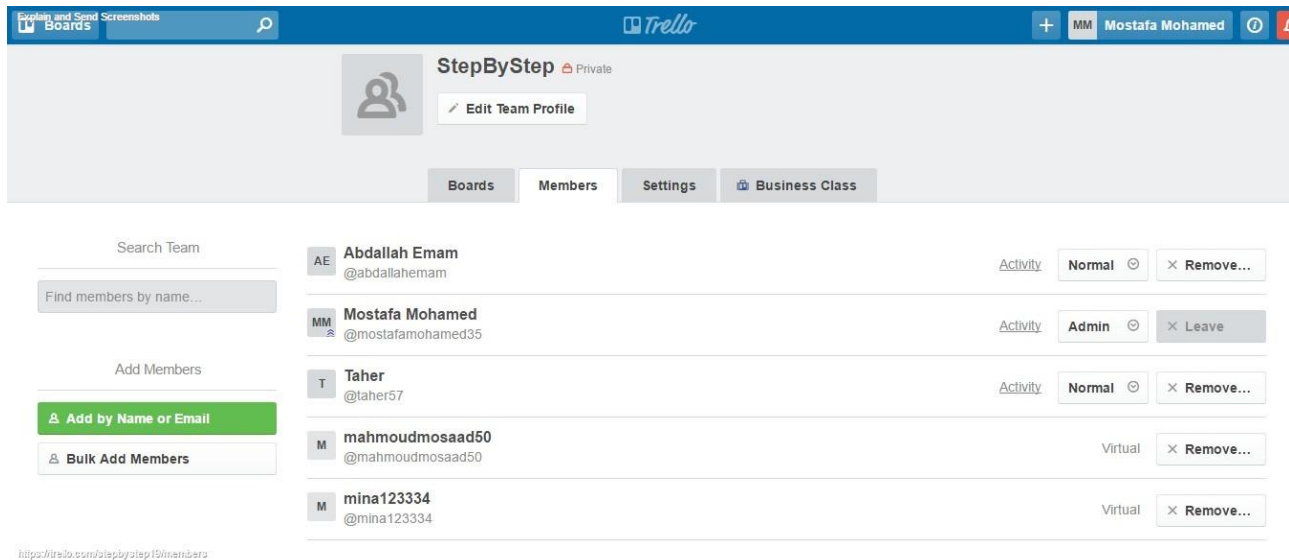 Explain and Send Screenshots
Boards
Trello
+
MM Mostafa Mohamed
StepByStep Private
Edit Team Profile
Boards Members Settings Business Class
Search Team
Find members by name...
Add Members
Add by Name or Email
Bulk Add Members
AE Abdallah Emam
@abdallahemam
Activity Normal × Remove...
MM Mostafa Mohamed
@mostafamohamed35
Activity Admin × Leave
T Taher
@taher57
Activity Normal × Remove...
M mahmoudmosaad50
@mahmoudmosaad50
Virtual × Remove...
M mina123334
@mina123334
Virtual × Remove...
https://trello.com/stepbystep19/members